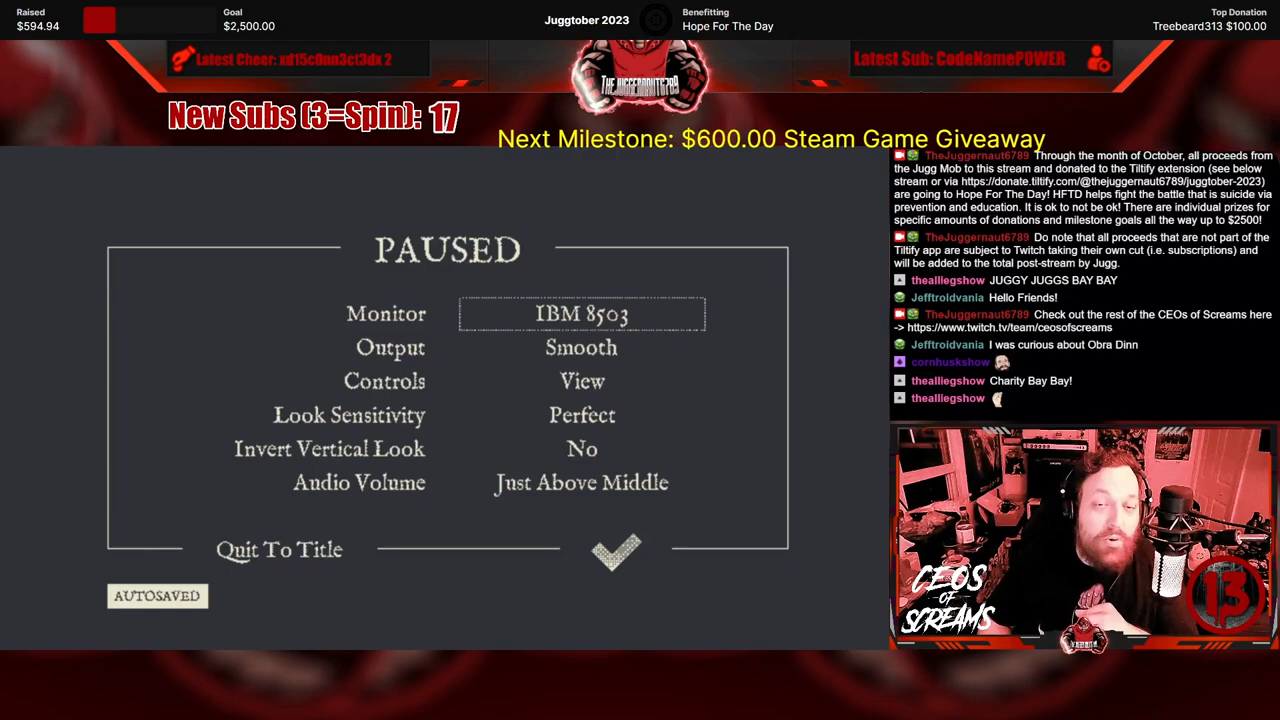 Raised
$594.94
Goal
$2,500.00
Juggtober 2023
Benefitting
Hope For The Day
Top Donation
Treebeard313 $100.00
Latest Cheer: xd15c0nn3ct3dx 2
THEJUGGERNAUT6789
Latest Sub: CodeNamePOWER
New Subs (3=Spin): 17
Next Milestone: $600.00 Steam Game Giveaway
PAUSED
Monitor IBM 8503
Output Smooth
Controls View
Look Sensitivity Perfect
Invert Vertical Look No
Audio Volume Just Above Middle
Quit To Title
AUTOSAVED
TheJuggernaut6789 Through the month of October, all proceeds from
the Jugg Mob to this stream and donated to the Tiltify extension (see below
stream or via https://donate.tiltify.com/@thejuggernaut6789/juggtober-2023)
are going to Hope For The Day! HFTD helps fight the battle that is suicide via
prevention and education. It is ok to not be ok! There are individual prizes for
specific amounts of donations and milestone goals all the way up to $2500!
TheJuggernaut6789 Do note that all proceeds that are not part of the
Tiltify app are subject to Twitch taking their own cut (i.e. subscriptions) and
will be added to the total post-stream by Jugg.
thealliegshow JUGGY JUGGS BAY BAY
Jefftroidvania Hello Friends!
TheJuggernaut6789 Check out the rest of the CEOs of Screams here
-> https://www.twitch.tv/team/ceosofscreams
Jefftroidvania I was curious about Obra Dinn
cornhuskshow
thealliegshow Charity Bay Bay!
thealliegshow
CEOS
OF
SCREAMS
13